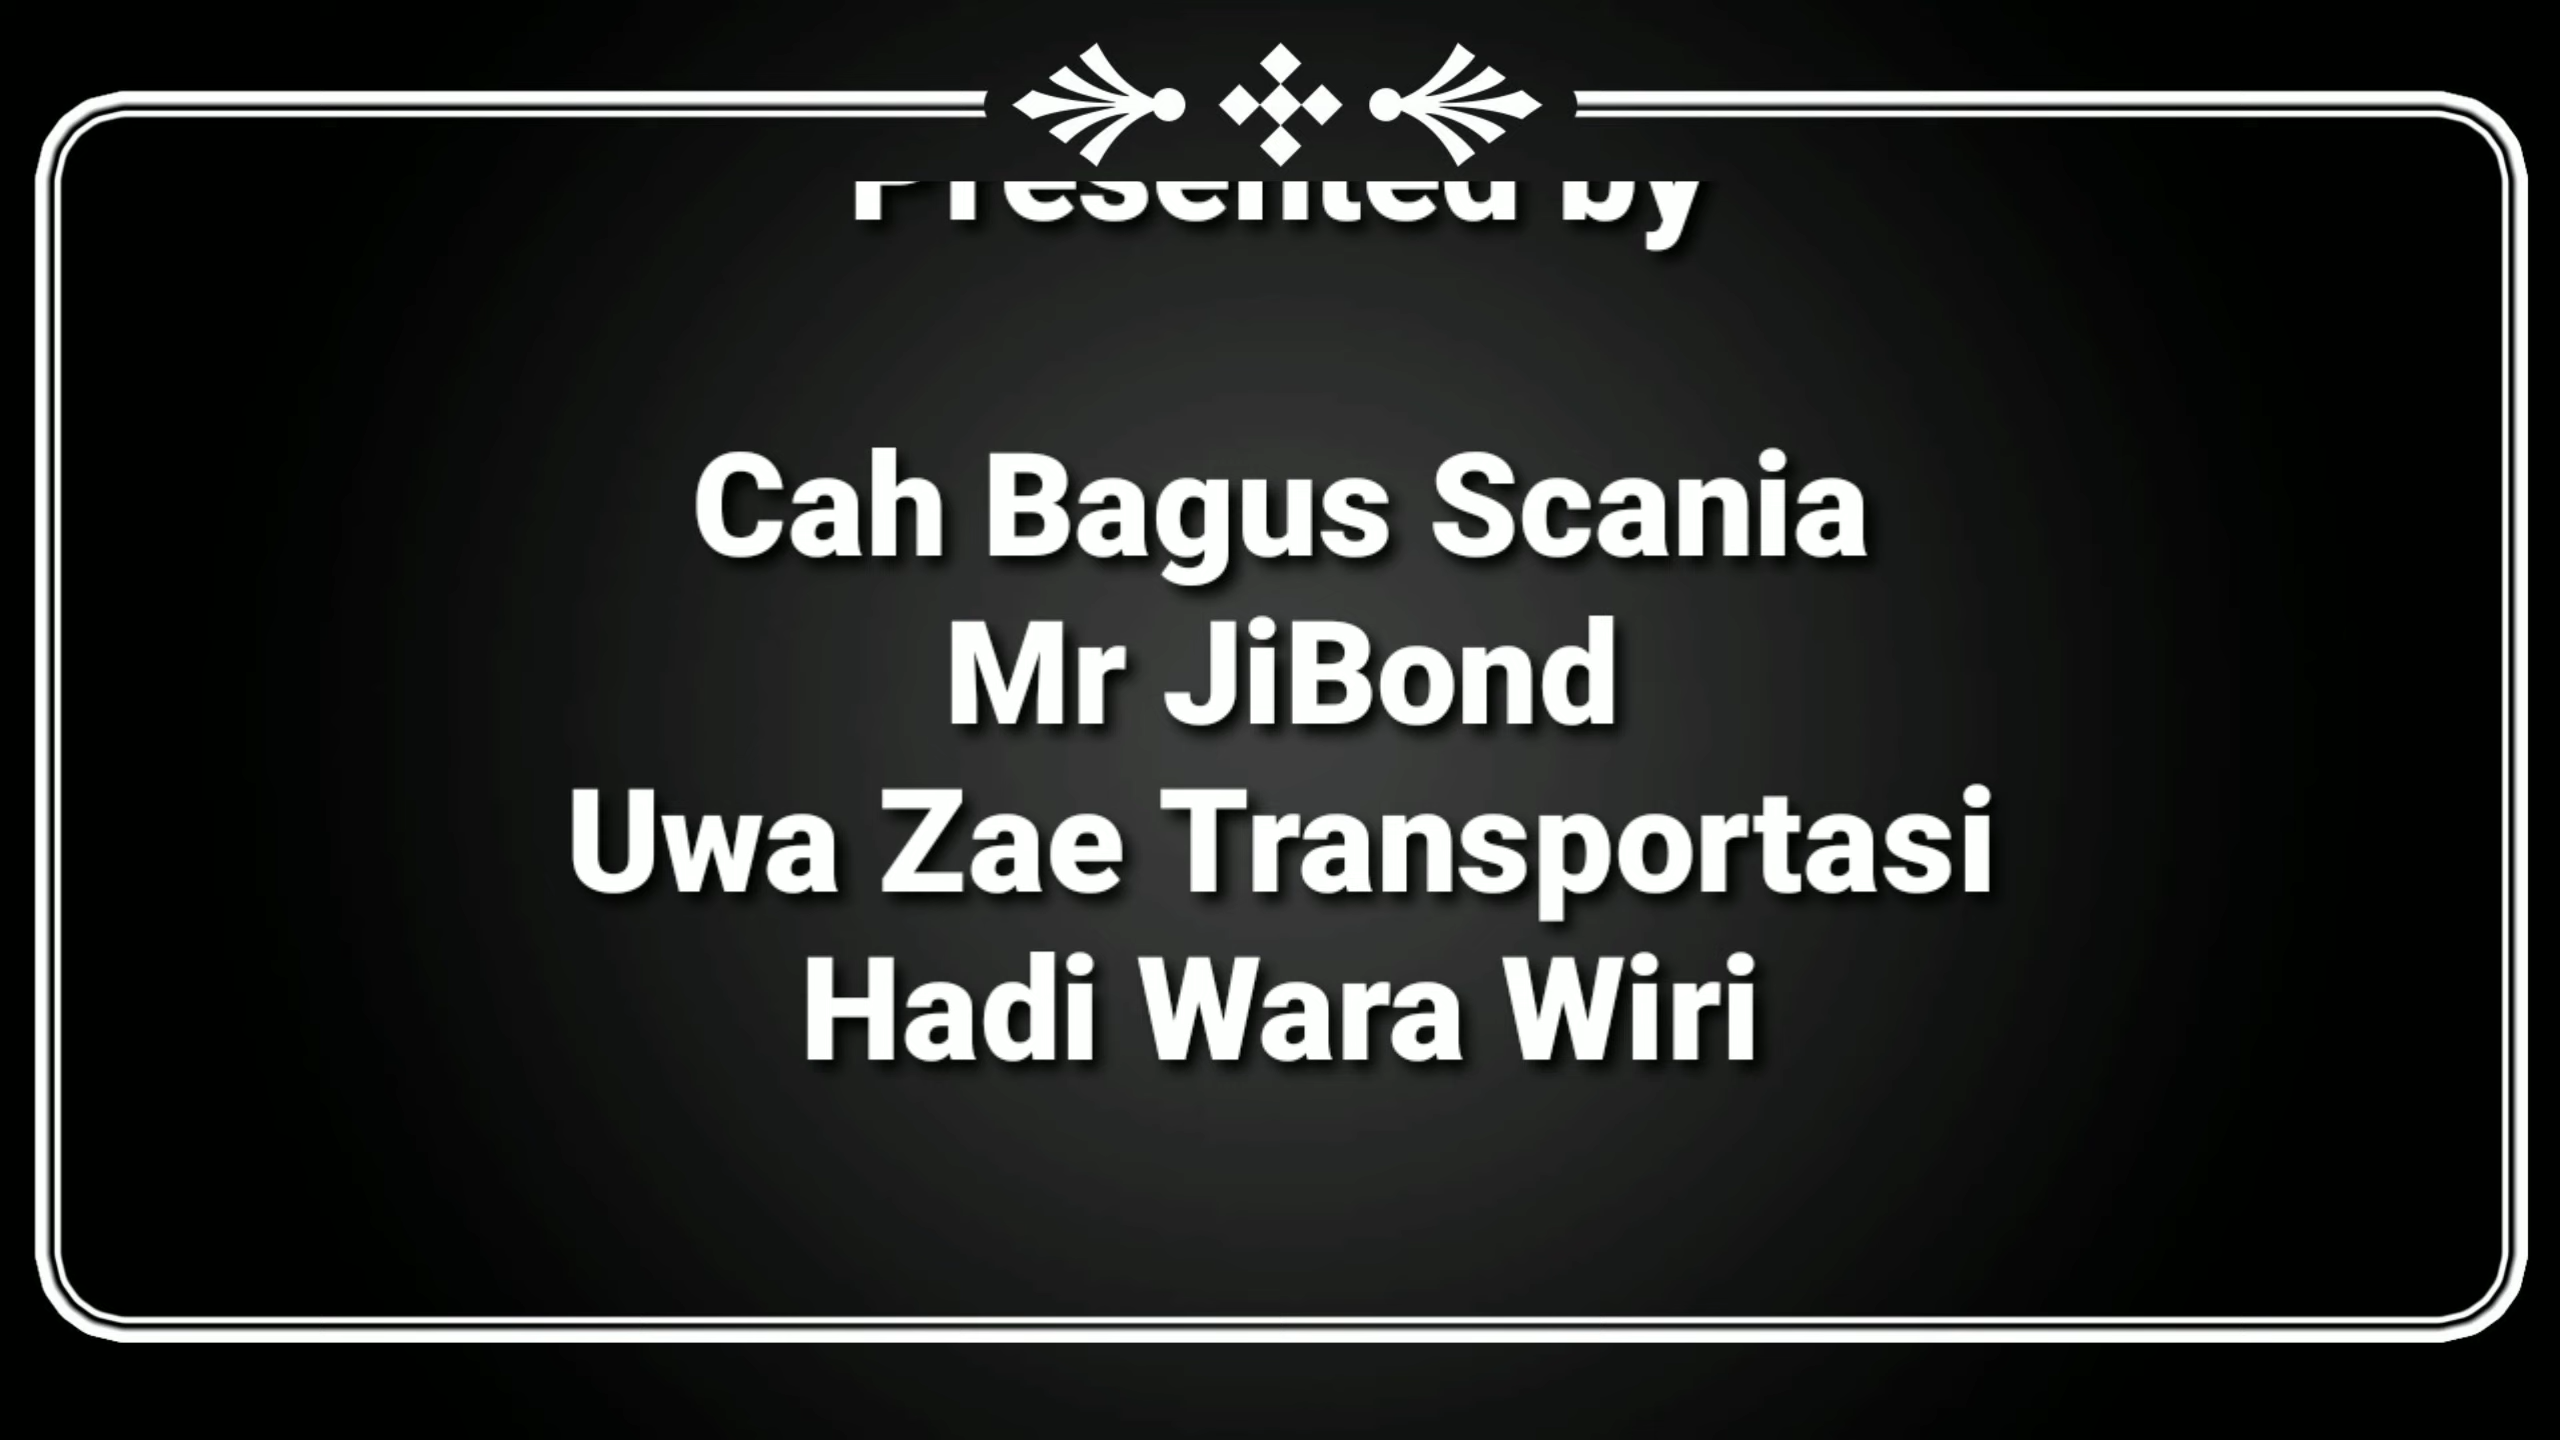 Presented by
Cah Bagus Scania
Mr JiBond
Uwa Zae Transportasi
Hadi Wara Wiri